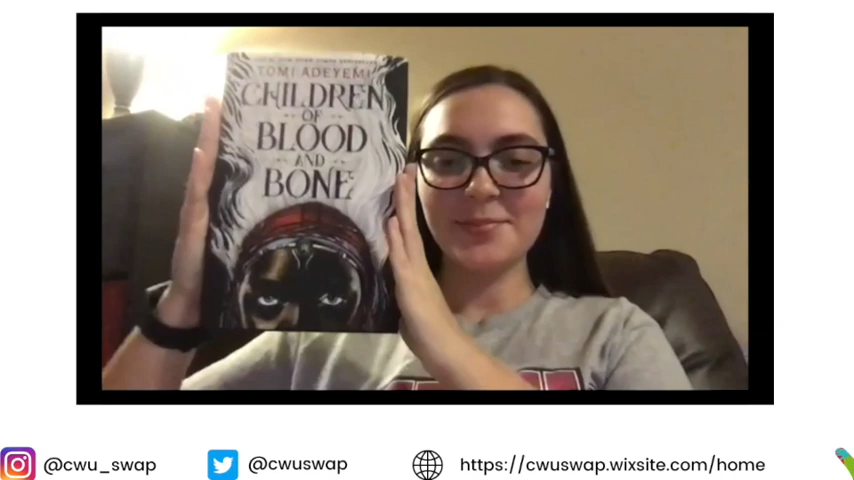 TOMI ADEYEMI
CHILDREN
OF
BLOOD
AND
BONE
@cwu_swap
@cwuswap
https://cwuswap.wixsite.com/home